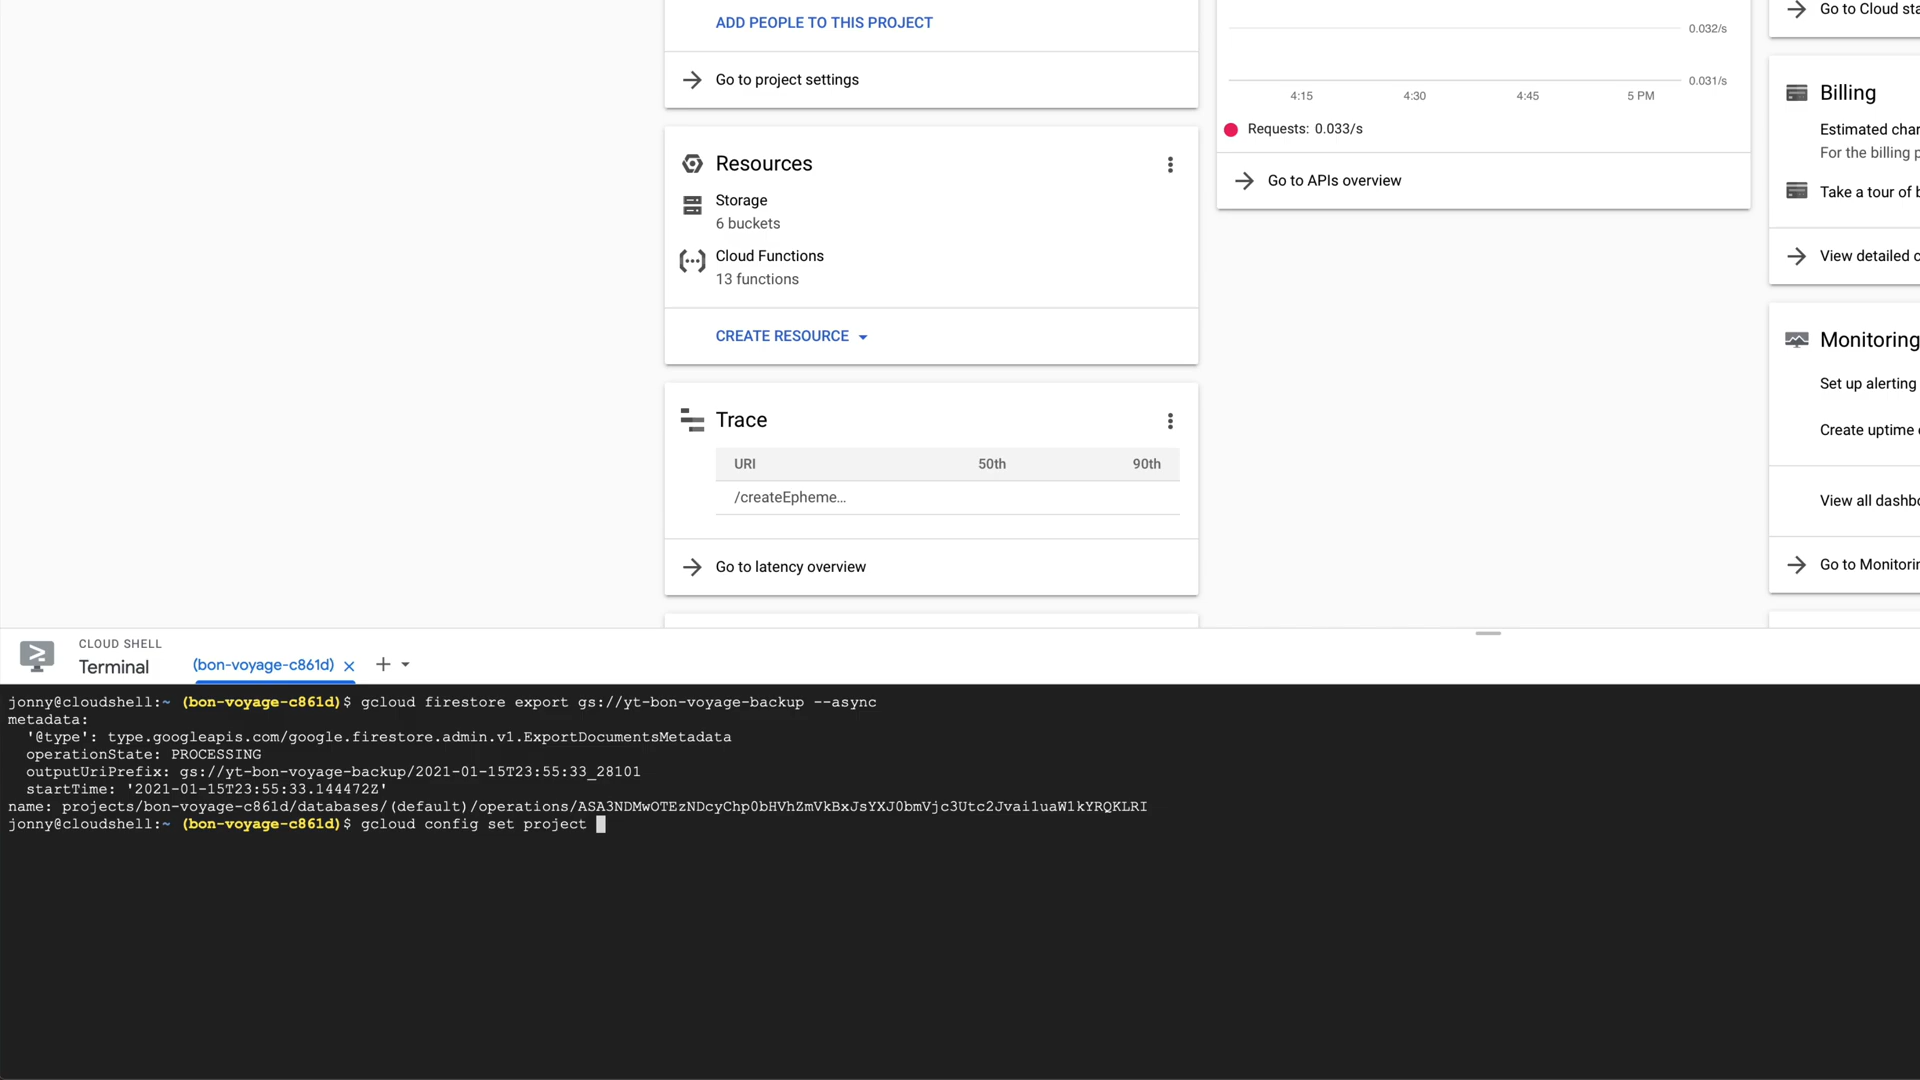 ADD PEOPLE TO THIS PROJECT
Go to project settings
Resources
Storage
6 buckets
Cloud Functions
13 functions
CREATE RESOURCE
Trace
URI 50th 90th
/createEpheme...
Go to latency overview
0.032/s
0.031/s
4:15 4:30 4:45 5 PM
Requests: 0.033/s
Go to APIs overview
Go to Cloud sta
Billing
Estimated char
For the billing p
Take a tour of b
View detailed c
Monitoring
Set up alerting
Create uptime c
View all dashbo
Go to Monitorin
CLOUD SHELL
Terminal
(bon-voyage-c861d)
jonny@cloudshell:~ (bon-voyage-c861d)$ gcloud firestore export gs://yt-bon-voyage-backup --async
metadata:
'@type': type.googleapis.com/google.firestore.admin.v1.ExportDocumentsMetadata
operationState: PROCESSING
outputUriPrefix: gs://yt-bon-voyage-backup/2021-01-15T23:55:33_28101
startTime: '2021-01-15T23:55:33.144472Z'
name: projects/bon-voyage-c861d/databases/(default)/operations/ASA3NDMwOTEzNDcyChp0bHVhZmVkBxJsYXJ0bmVjc3Utc2Jvai1uaW1kYRQKLRI
jonny@cloudshell:~ (bon-voyage-c861d)$ gcloud config set project